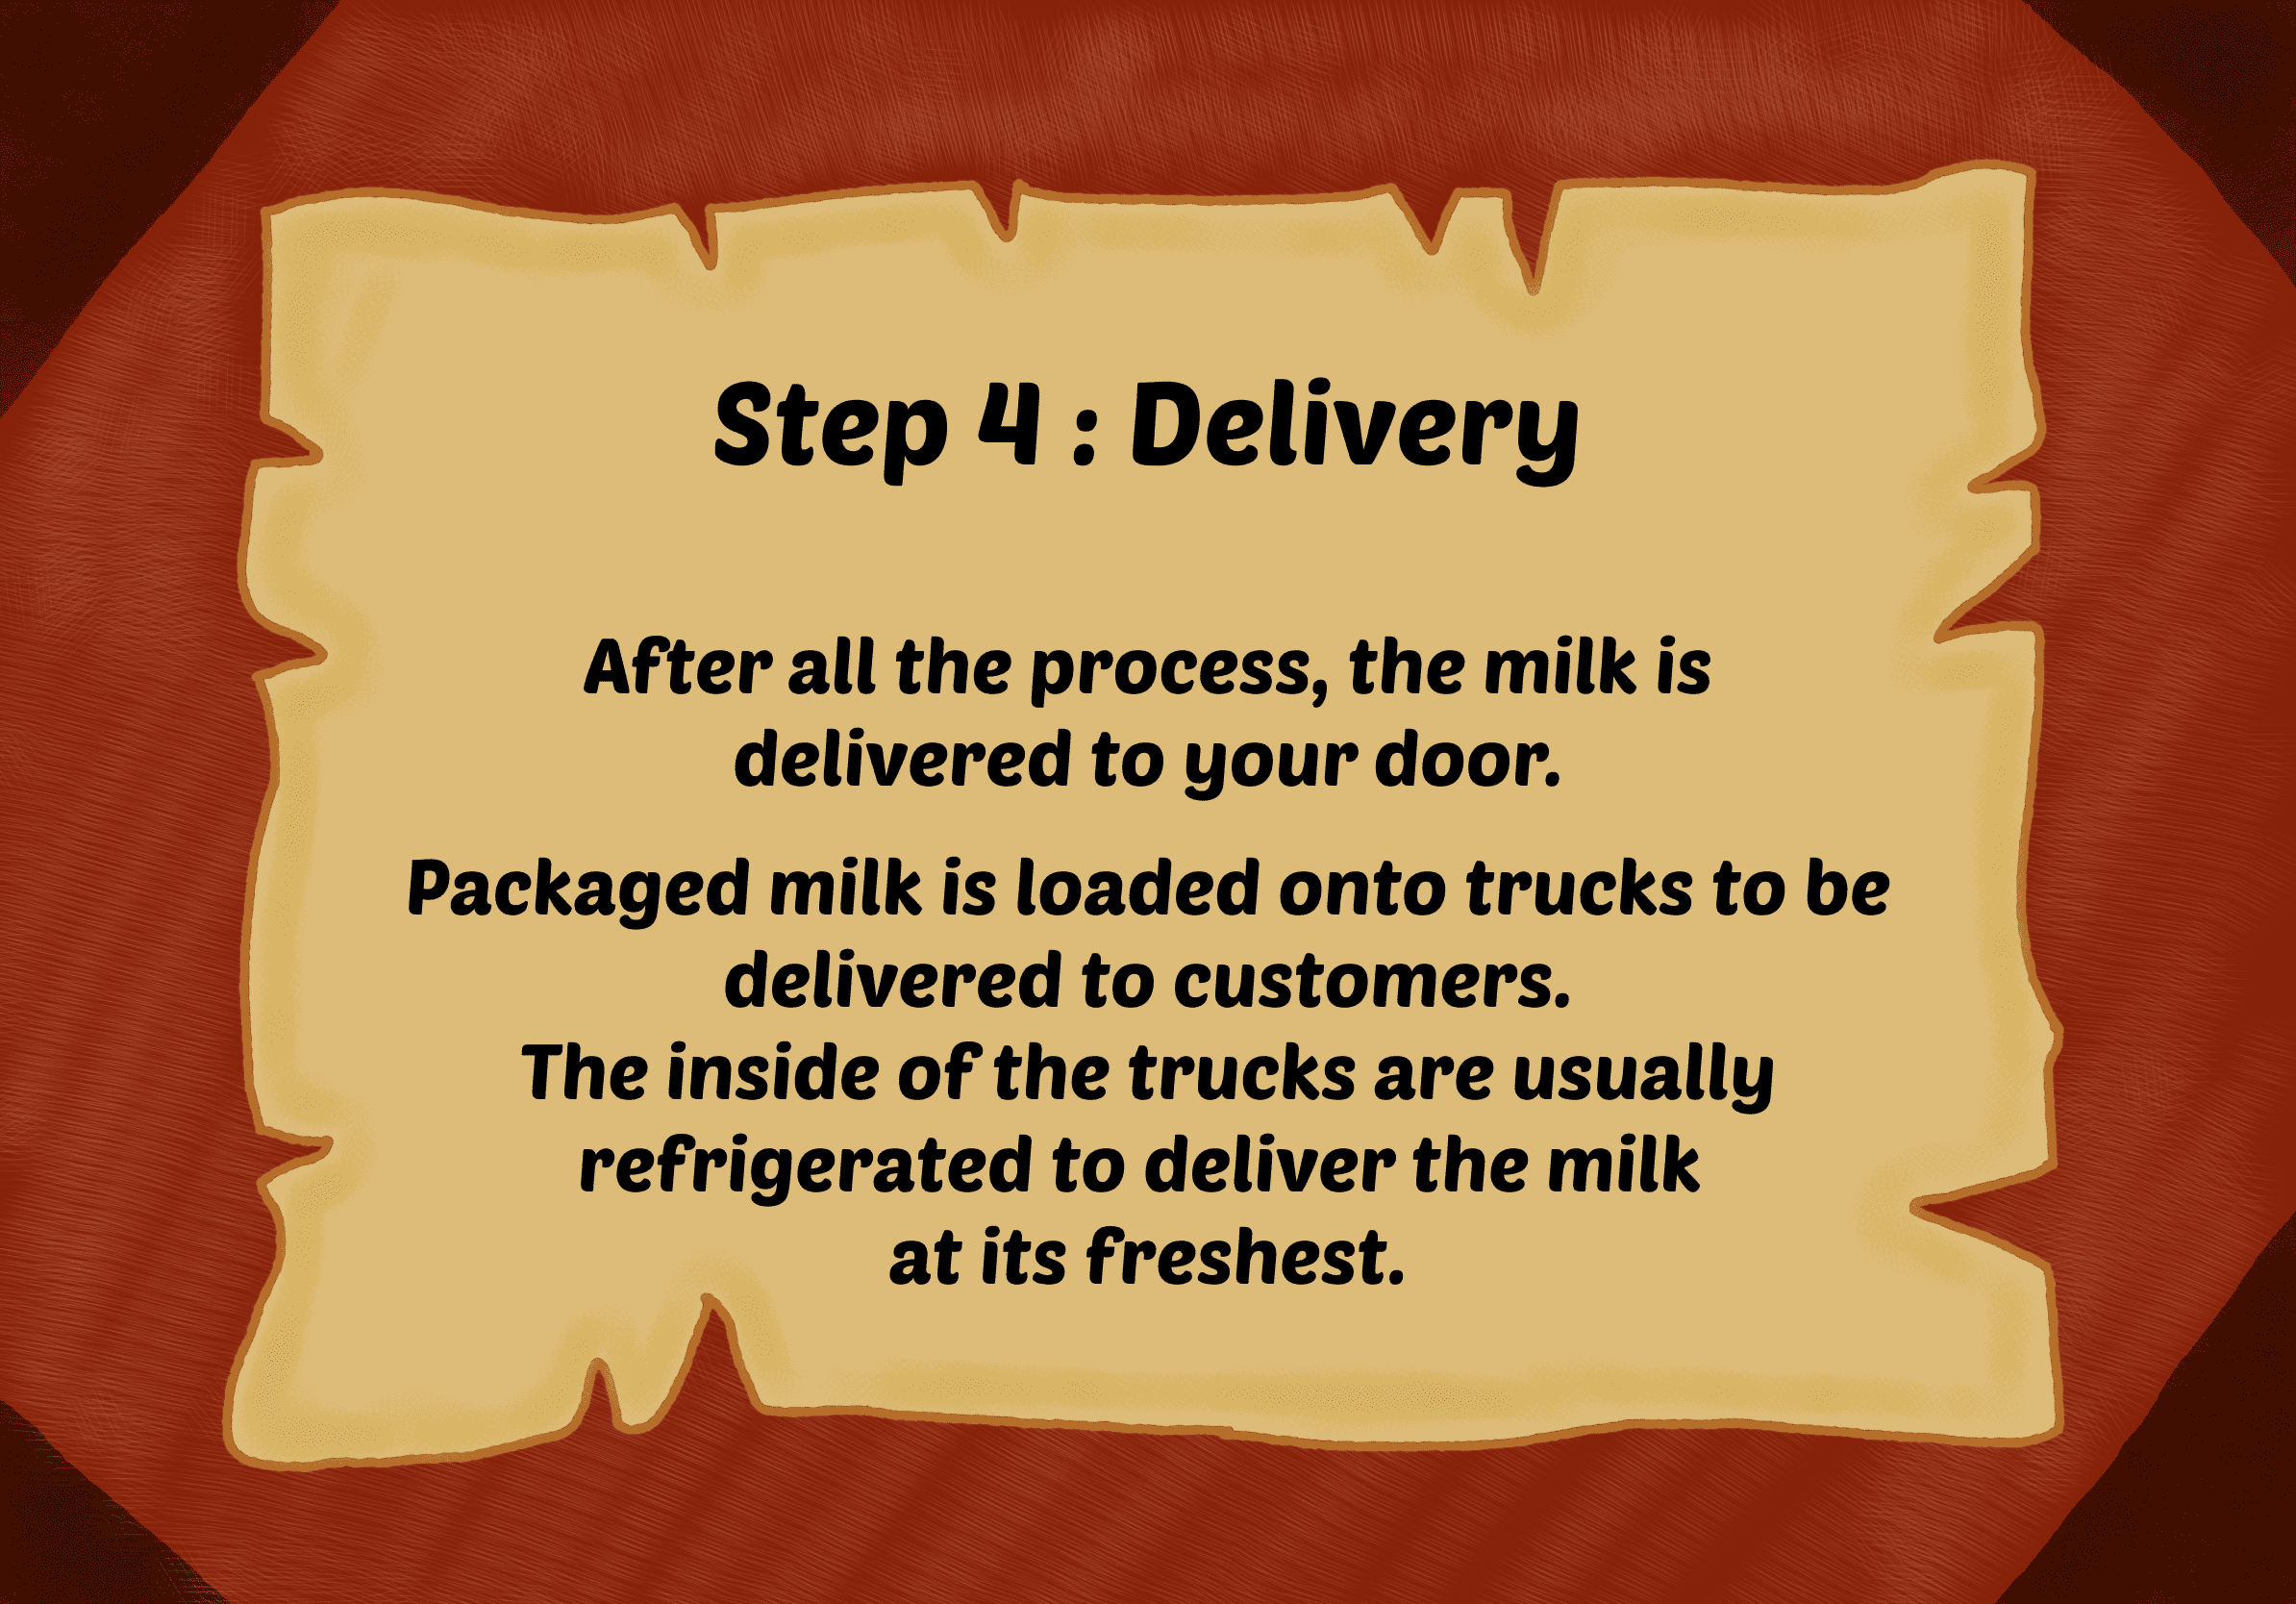 Step 4 : Delivery
After all the process, the milk is
delivered to your door.
Packaged milk is loaded onto trucks to be
delivered to customers.
The inside of the trucks are usually
refrigerated to deliver the milk
at its freshest.